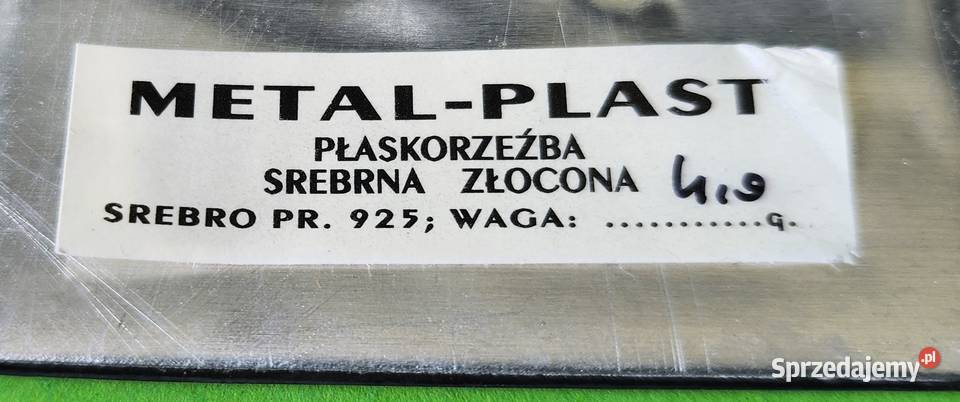 METAL-PLAST
PŁASKORZEŹBA
SREBRNA ZŁOCONA 4,9
SREBRO PR. 925; WAGA: ............G.
Sprzedajemy.pl